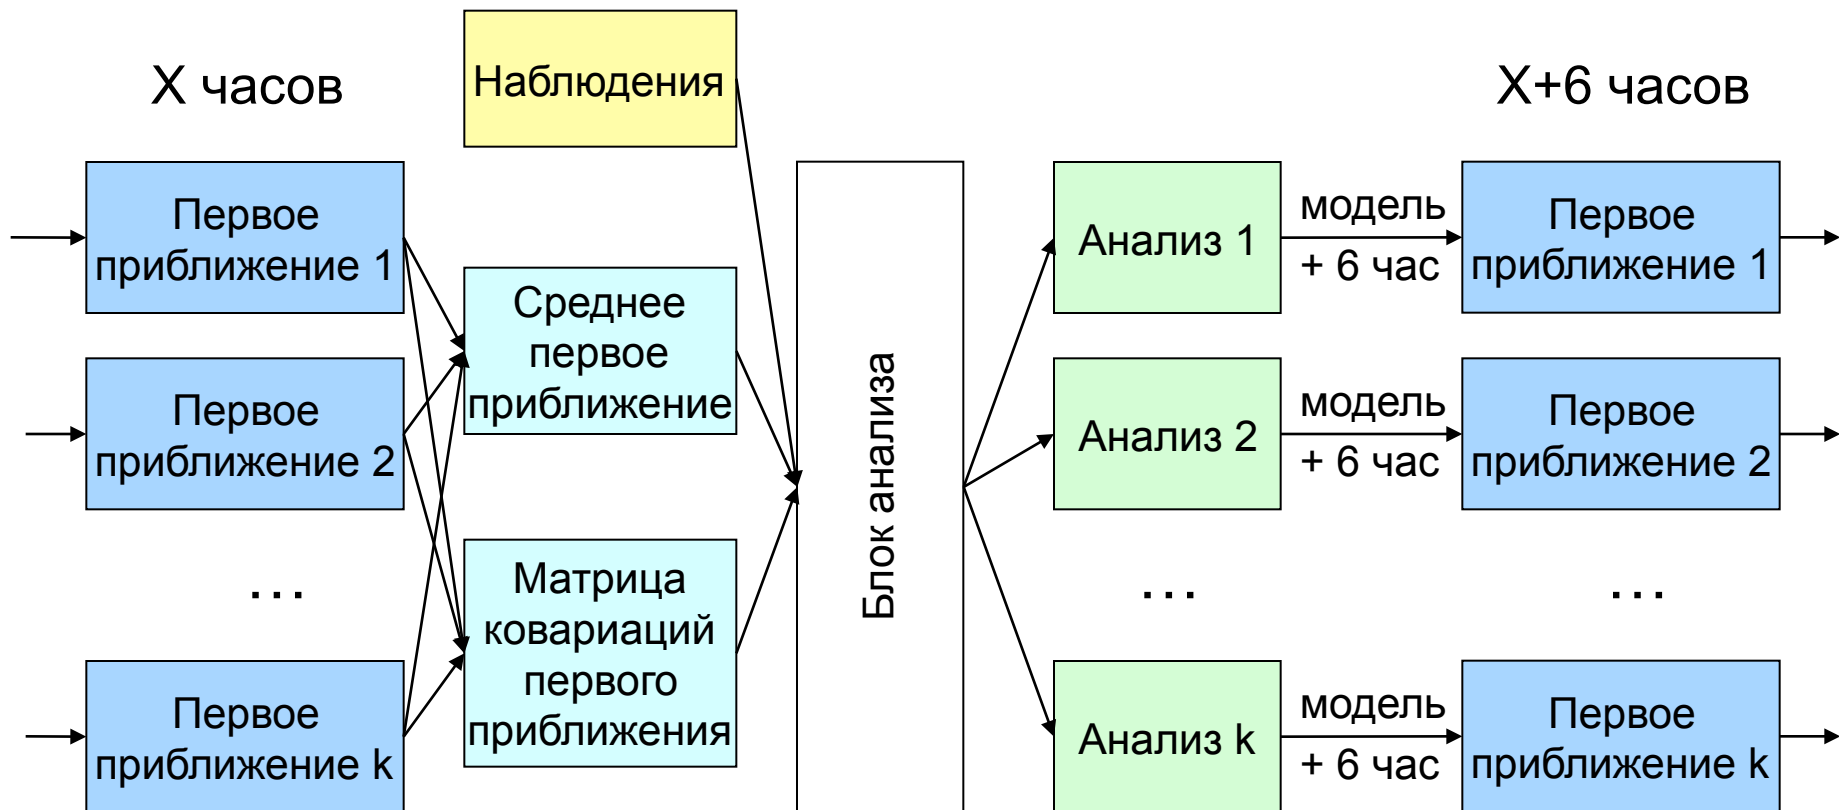 Х часов
Наблюдения
Х+6 часов
Первое
приближение 1
Первое
приближение 2
…
Первое
приближение k
Среднее
первое
приближение
Матрица
ковариаций
первого
приближения
Блок анализа
Анализ 1
модель
+ 6 час
Первое
приближение 1
Анализ 2
модель
+ 6 час
Первое
приближение 2
…
…
Анализ k
модель
+ 6 час
Первое
приближение k